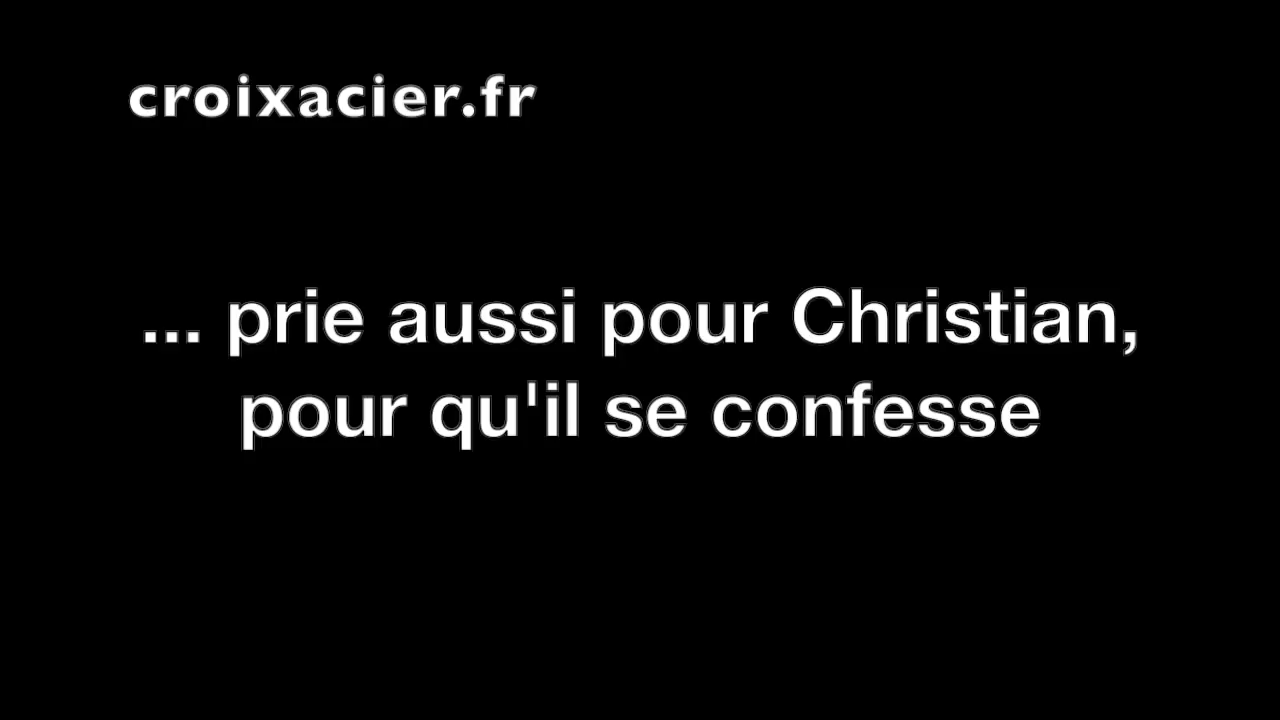 croixacier.fr
... prie aussi pour Christian,
pour qu'il se confesse